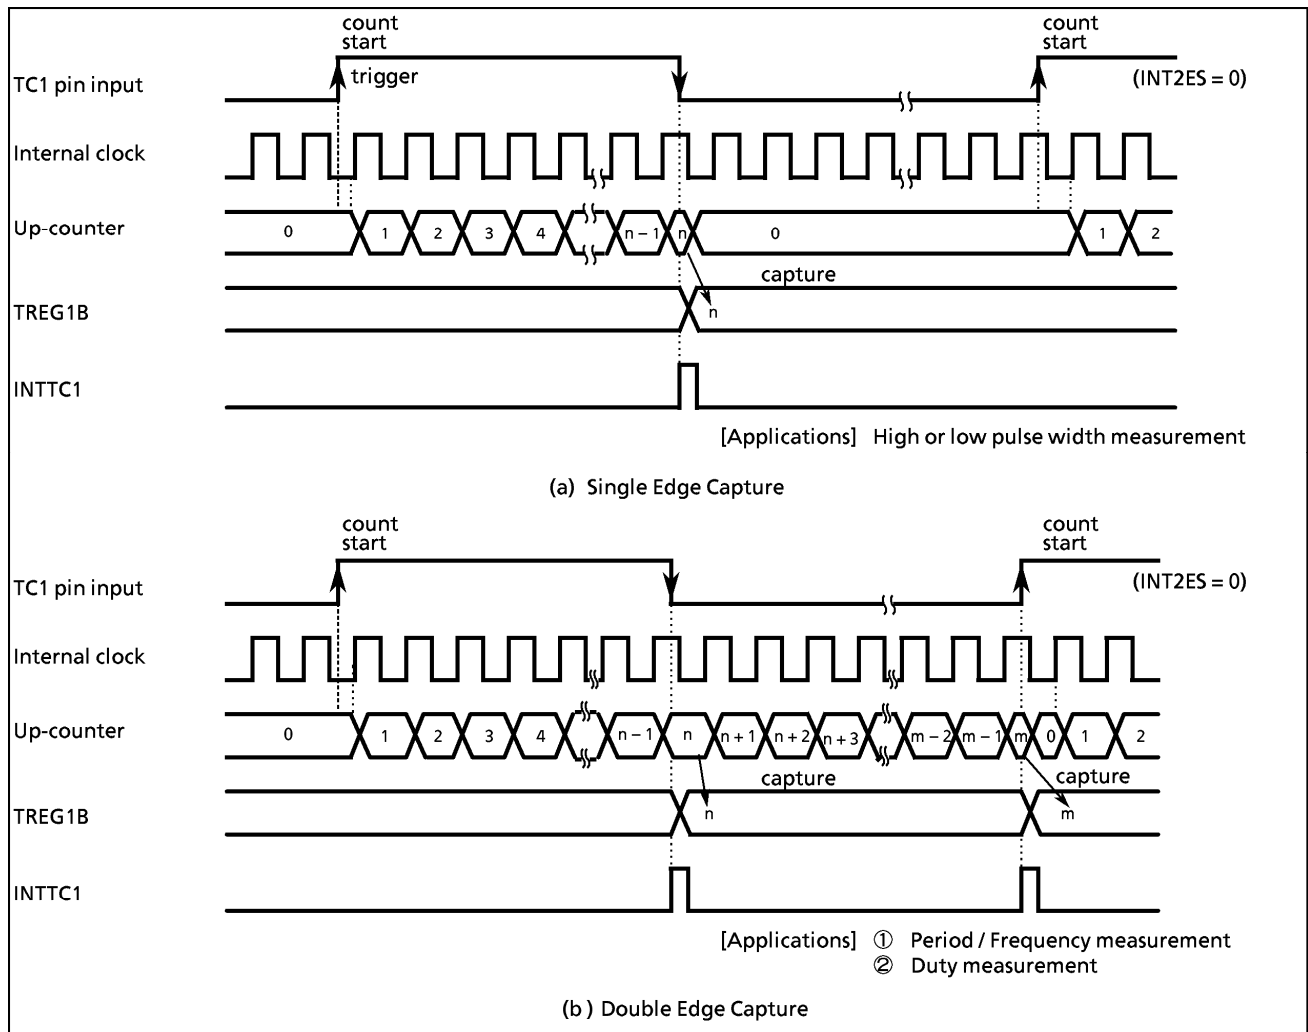 count count
start start
TC1 pin input trigger (INT2ES = 0)
Internal clock
Up-counter 0 1 2 3 4 n − 1 n 0 1 2
capture
TREG1B n
INTTC1
[Applications] High or low pulse width measurement
(a) Single Edge Capture
count count
start start
TC1 pin input (INT2ES = 0)
Internal clock
Up-counter 0 1 2 3 4 n − 1 n n + 1 n + 2 n + 3 m − 2 m − 1 m 0 1 2
capture capture
TREG1B n m
INTTC1
[Applications] ① Period / Frequency measurement
② Duty measurement
(b) Double Edge Capture